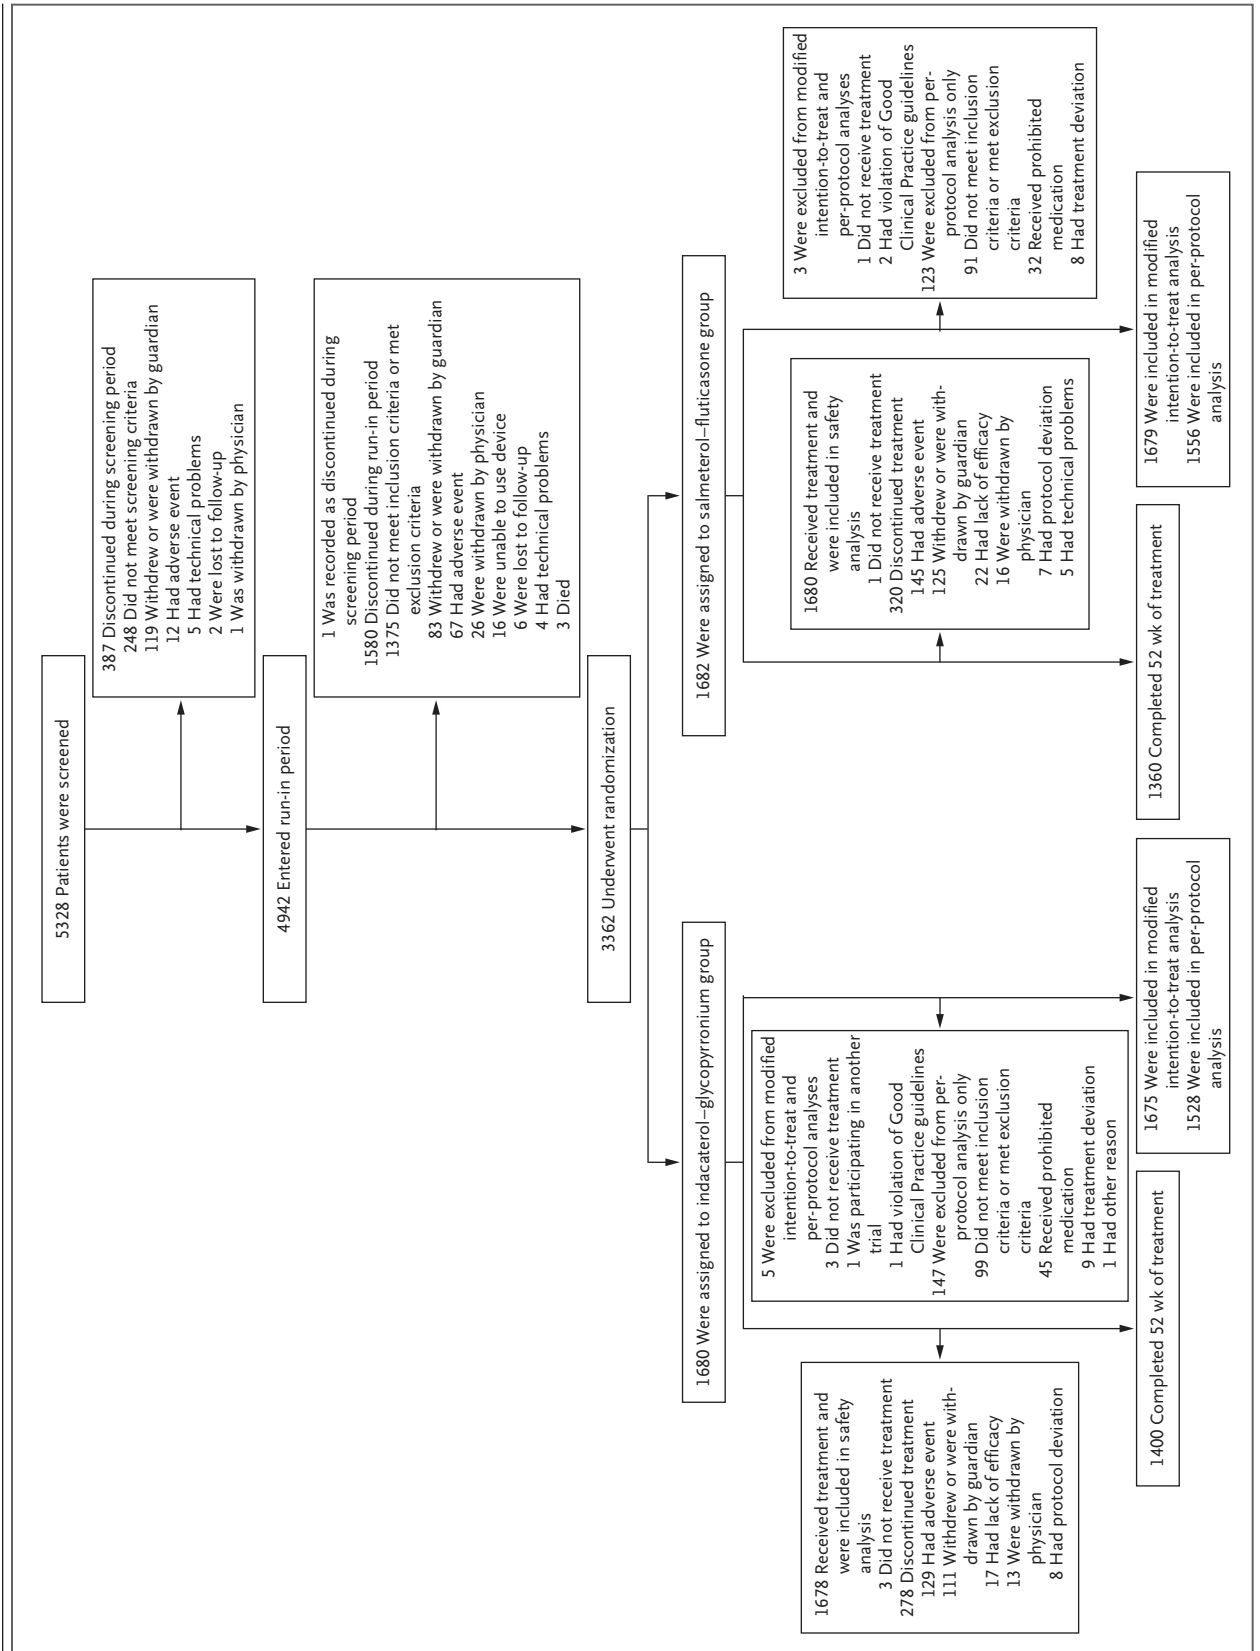 5328 Patients were screened
387 Discontinued during screening period
248 Did not meet screening criteria
119 Withdrew or were withdrawn by guardian
12 Had adverse event
5 Had technical problems
2 Were lost to follow-up
1 Was withdrawn by physician
4942 Entered run-in period
1 Was recorded as discontinued during
screening period
1580 Discontinued during run-in period
1375 Did not meet inclusion criteria or met
exclusion criteria
83 Withdrew or were withdrawn by guardian
67 Had adverse event
26 Were withdrawn by physician
16 Were unable to use device
6 Were lost to follow-up
4 Had technical problems
3 Died
3362 Underwent randomization
1680 Were assigned to indacaterol–glycopyrronium group
1682 Were assigned to salmeterol–fluticasone group
1678 Received treatment and
were included in safety
analysis
3 Did not receive treatment
278 Discontinued treatment
129 Had adverse event
111 Withdrew or were with-
drawn by guardian
17 Had lack of efficacy
13 Were withdrawn by
physician
8 Had protocol deviation
5 Were excluded from modified
intention-to-treat and
per-protocol analyses
3 Did not receive treatment
1 Was participating in another
trial
1 Had violation of Good
Clinical Practice guidelines
147 Were excluded from per-
protocol analysis only
99 Did not meet inclusion
criteria or met exclusion
criteria
45 Received prohibited
medication
9 Had treatment deviation
1 Had other reason
1680 Received treatment and
were included in safety
analysis
1 Did not receive treatment
320 Discontinued treatment
145 Had adverse event
125 Withdrew or were with-
drawn by guardian
22 Had lack of efficacy
16 Were withdrawn by
physician
7 Had protocol deviation
5 Had technical problems
3 Were excluded from modified
intention-to-treat and
per-protocol analyses
1 Did not receive treatment
2 Had violation of Good
Clinical Practice guidelines
123 Were excluded from per-
protocol analysis only
91 Did not meet inclusion
criteria or met exclusion
criteria
32 Received prohibited
medication
8 Had treatment deviation
1400 Completed 52 wk of treatment
1675 Were included in modified
intention-to-treat analysis
1528 Were included in per-protocol
analysis
1360 Completed 52 wk of treatment
1679 Were included in modified
intention-to-treat analysis
1556 Were included in per-protocol
analysis